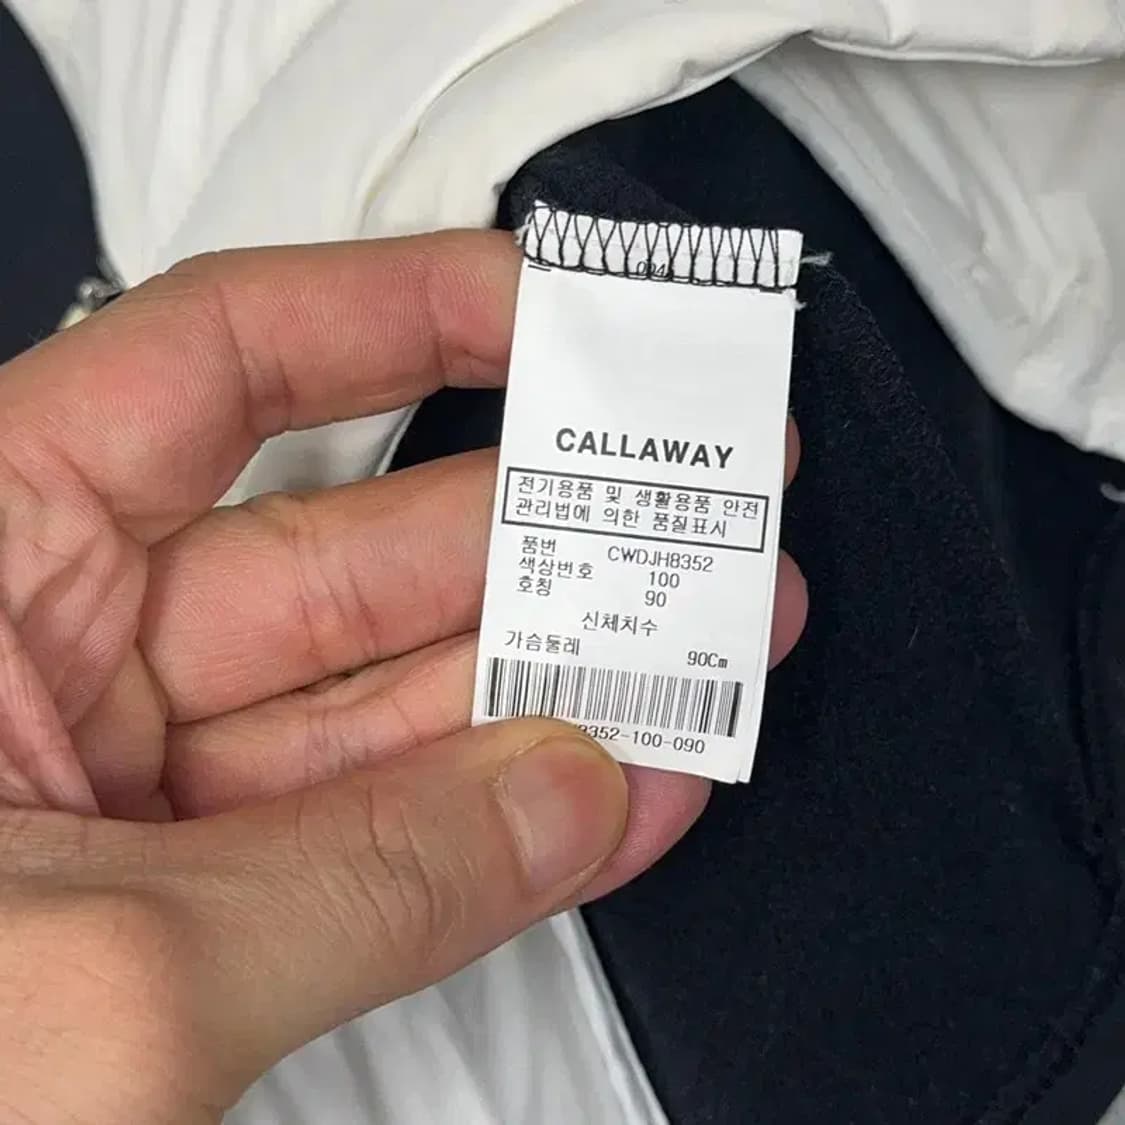 004
CALLAWAY
전기용품 및 생활용품 안전
관리법에 의한 품질표시
품번 CWDJH8352
색상번호 100
호칭 90
신체치수
가슴둘레 90Cm
8352-100-090